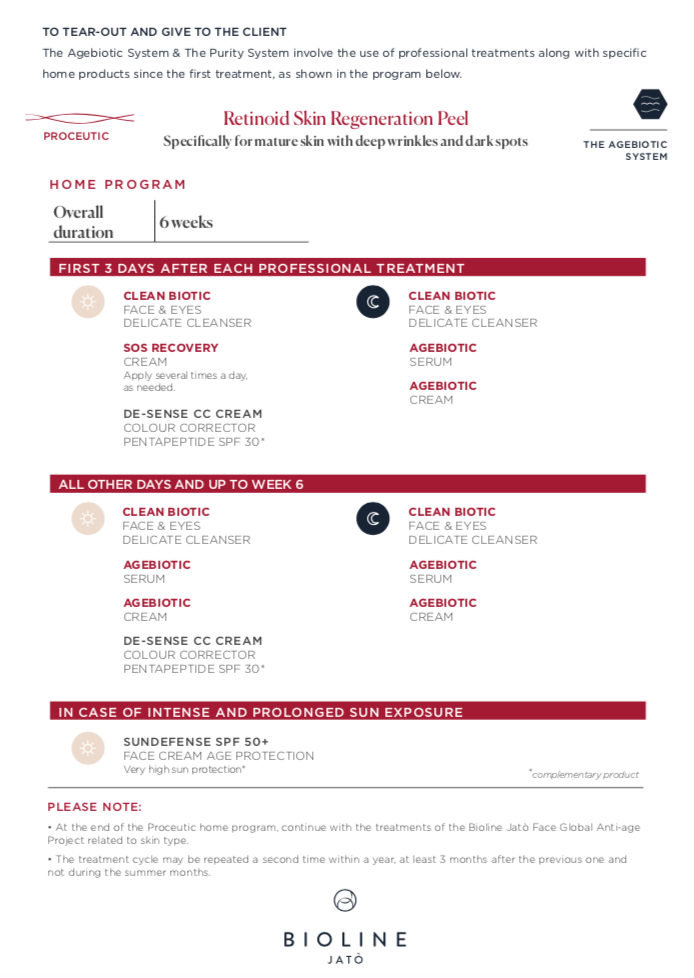 TO TEAR-OUT AND GIVE TO THE CLIENT
The Agebiotic System & The Purity System involve the use of professional treatments along with specific
home products since the first treatment, as shown in the program below.
PROCEUTIC
Retinoid Skin Regeneration Peel
Specifically for mature skin with deep wrinkles and dark spots
THE AGEBIOTIC
SYSTEM
HOME PROGRAM
Overall
duration
6 weeks
FIRST 3 DAYS AFTER EACH PROFESSIONAL TREATMENT
CLEAN BIOTIC
FACE & EYES
DELICATE CLEANSER
SOS RECOVERY
CREAM
Apply several times a day,
as needed.
DE-SENSE CC CREAM
COLOUR CORRECTOR
PENTAPEPTIDE SPF 30*
CLEAN BIOTIC
FACE & EYES
DELICATE CLEANSER
AGEBIOTIC
SERUM
AGEBIOTIC
CREAM
ALL OTHER DAYS AND UP TO WEEK 6
CLEAN BIOTIC
FACE & EYES
DELICATE CLEANSER
AGEBIOTIC
SERUM
AGEBIOTIC
CREAM
DE-SENSE CC CREAM
COLOUR CORRECTOR
PENTAPEPTIDE SPF 30*
CLEAN BIOTIC
FACE & EYES
DELICATE CLEANSER
AGEBIOTIC
SERUM
AGEBIOTIC
CREAM
IN CASE OF INTENSE AND PROLONGED SUN EXPOSURE
SUNDEFENSE SPF 50+
FACE CREAM AGE PROTECTION
Very high sun protection*
*complementary product
PLEASE NOTE:
• At the end of the Proceutic home program, continue with the treatments of the Bioline Jatò Face Global Anti-age
Project related to skin type.
• The treatment cycle may be repeated a second time within a year, at least 3 months after the previous one and
not during the summer months.
BIOLINE
JATÒ